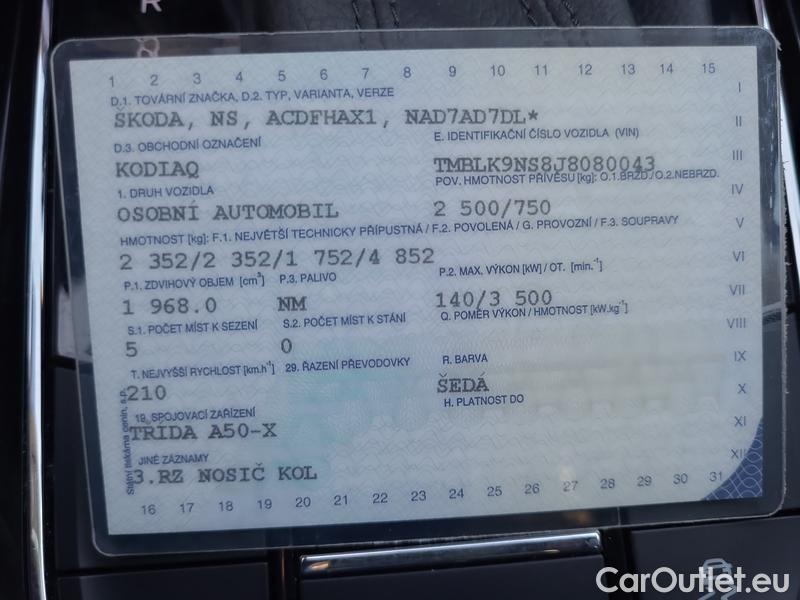 R
1 2 3 4 5 6 7 8 9 10 11 12 13 14 15
D.1. TOVÁRNÍ ZNAČKA, D.2. TYP, VARIANTA, VERZE
I
ŠKODA, NS, ACDFHAX1, NAD7AD7DL*
II
D.3. OBCHODNÍ OZNAČENÍ
E. IDENTIFIKAČNÍ ČÍSLO VOZIDLA (VIN)
KODIAQ
TMBLK9NS8J8080043
III
1. DRUH VOZIDLA
POV. HMOTNOST PŘÍVĚSU [kg]: O.1.BRZD./O.2.NEBRZD.
OSOBNÍ AUTOMOBIL
2 500/750
IV
HMOTNOST [kg]: F.1. NEJVĚTŠÍ TECHNICKY PŘÍPUSTNÁ / F.2. POVOLENÁ / G. PROVOZNÍ / F.3. SOUPRAVY
V
2 352/2 352/1 752/4 852
VI
P.1. ZDVIHOVÝ OBJEM [cm³]
P.3. PALIVO
P.2. MAX. VÝKON [kW] / OT. [min.⁻¹]
1 968.0
NM
140/3 500
VII
S.1. POČET MÍST K SEZENÍ
S.2. POČET MÍST K STÁNÍ
Q. POMĚR VÝKON / HMOTNOST [kW.kg⁻¹]
VIII
5
0
T. NEJVYŠŠÍ RYCHLOST [km.h⁻¹]
29. ŘAZENÍ PŘEVODOVKY
R. BARVA
IX
210
ŠEDÁ
X
19. SPOJOVACÍ ZAŘÍZENÍ
H. PLATNOST DO
TŘÍDA A50-X
XI
JINÉ ZÁZNAMY
XII
3.RZ NOSIČ KOL
Státní tiskárna cenin, s.p.
16 17 18 19 20 21 22 23 24 25 26 27 28 29 30 31
CarOutlet.eu